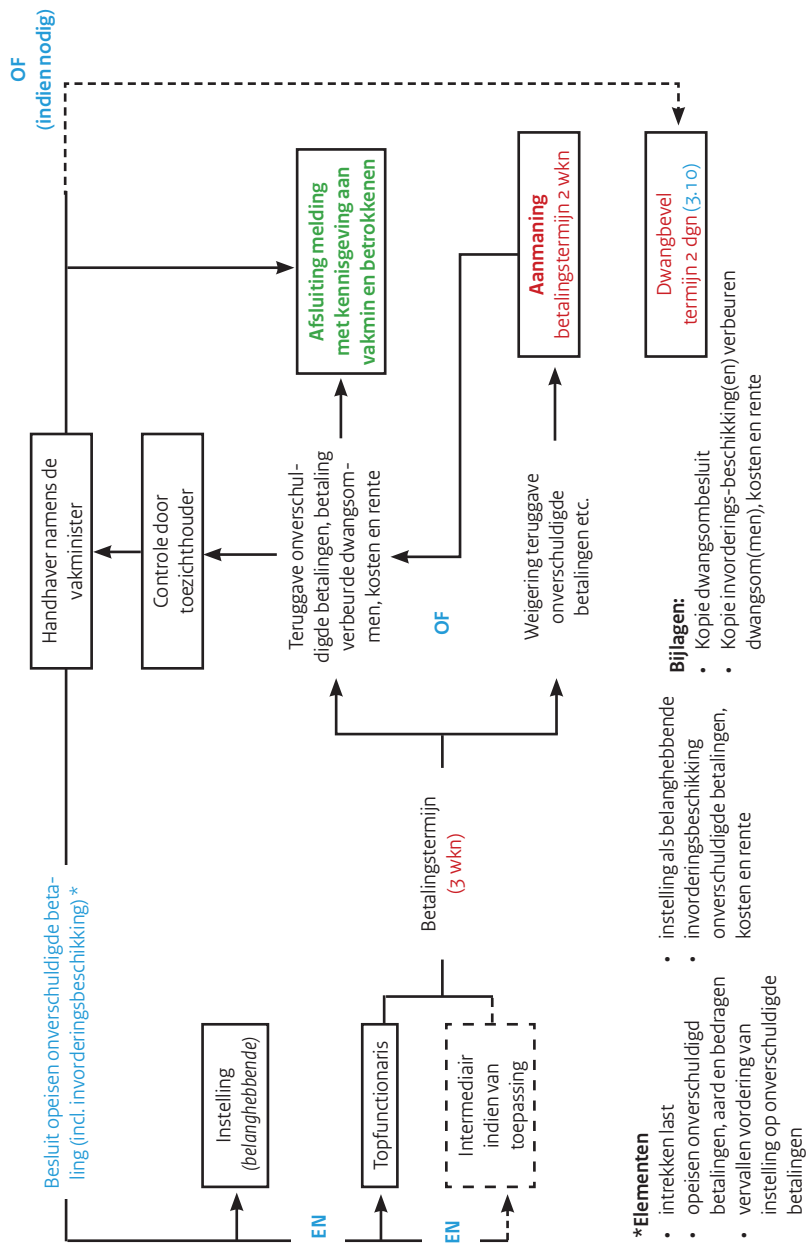 Besluit opeisen onverschuldigde beta-
ling (incl. invorderingsbeschikking) *
Handhaver namens de
vakminister
OF
(indien nodig)
Controle door
toezichthouder
EN
Instelling
(belanghebbende)
Topfunctionaris
EN
Intermediair
indien van
toepassing
Betalingstermijn
(3 wkn)
Teruggave onverschul-
digde betalingen, betaling
verbeurde dwangsom-
men, kosten en rente
OF
Weigering teruggave
onverschuldigde
betalingen etc.
Afsluiting melding
met kennisgeving aan
vakmin en betrokkenen
Aanmaning
betalingstermijn 2 wkn
Dwangbevel
termijn 2 dgn (3.10)
*Elementen
• intrekken last
• opeisen onverschuldigd
betalingen, aard en bedragen
• vervallen vordering van
instelling op onverschuldigde
betalingen
• instelling als belanghebbende
• invorderingsbeschikking
onverschuldigde betalingen,
kosten en rente
Bijlagen:
• Kopie dwangsombesluit
• Kopie invorderings-beschikking(en) verbeuren
dwangsom(men), kosten en rente